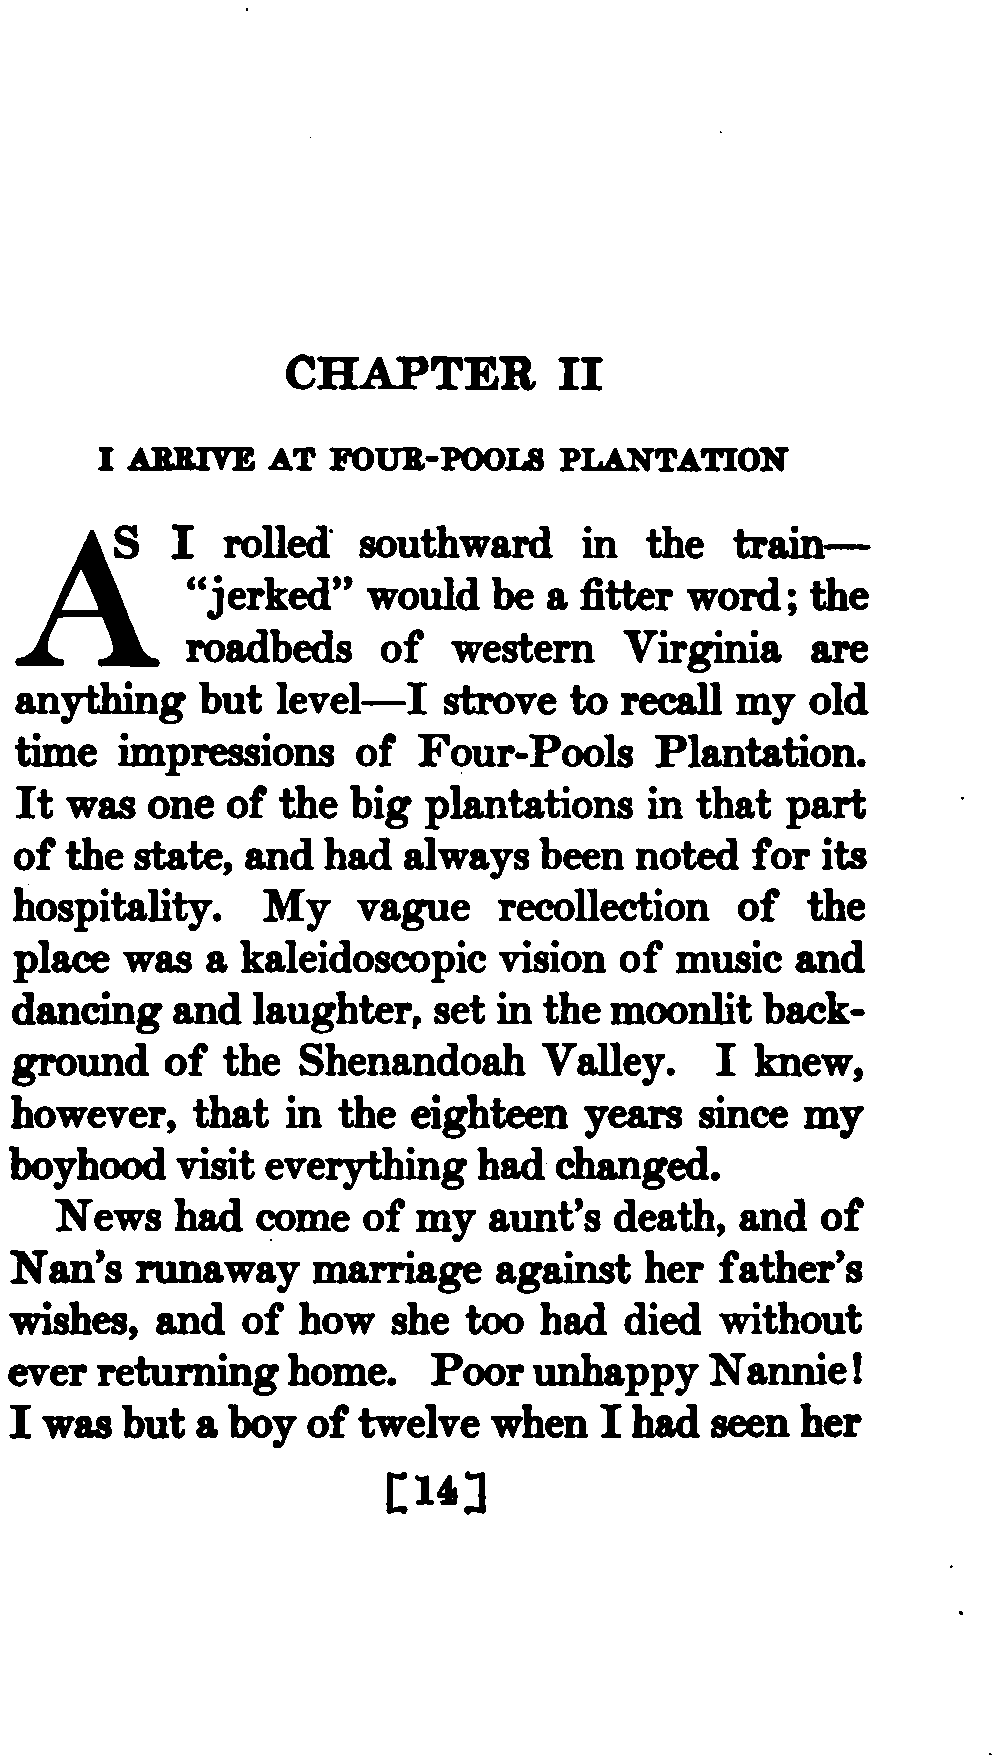 CHAPTER II
I ARRIVE AT FOUR-POOLS PLANTATION
AS I rolled southward in the train—
“jerked” would be a fitter word; the
roadbeds of western Virginia are
anything but level—I strove to recall my old
time impressions of Four-Pools Plantation.
It was one of the big plantations in that part
of the state, and had always been noted for its
hospitality. My vague recollection of the
place was a kaleidoscopic vision of music and
dancing and laughter, set in the moonlit back-
ground of the Shenandoah Valley. I knew,
however, that in the eighteen years since my
boyhood visit everything had changed.
News had come of my aunt's death, and of
Nan's runaway marriage against her father's
wishes, and of how she too had died without
ever returning home. Poor unhappy Nannie!
I was but a boy of twelve when I had seen her
[14]